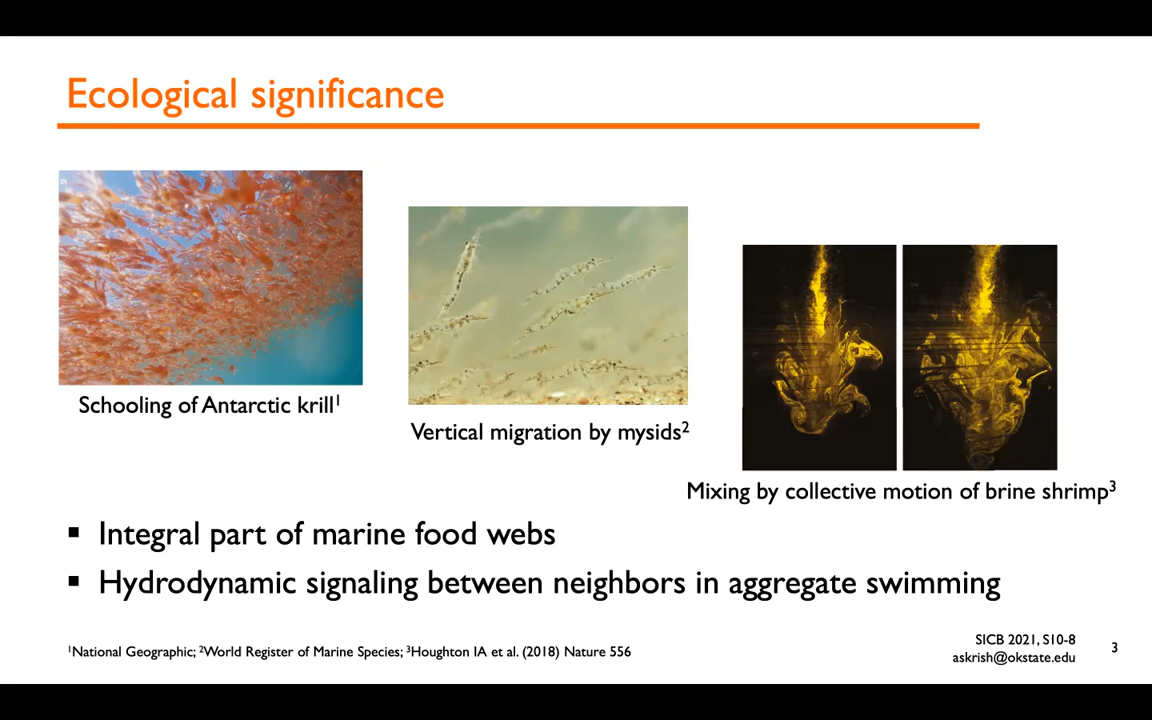 Ecological significance
Schooling of Antarctic krill¹
Vertical migration by mysids²
Mixing by collective motion of brine shrimp³
▪ Integral part of marine food webs
▪ Hydrodynamic signaling between neighbors in aggregate swimming
¹National Geographic; ²World Register of Marine Species; ³Houghton IA et al. (2018) Nature 556
SICB 2021, S10-8
askrish@okstate.edu
3